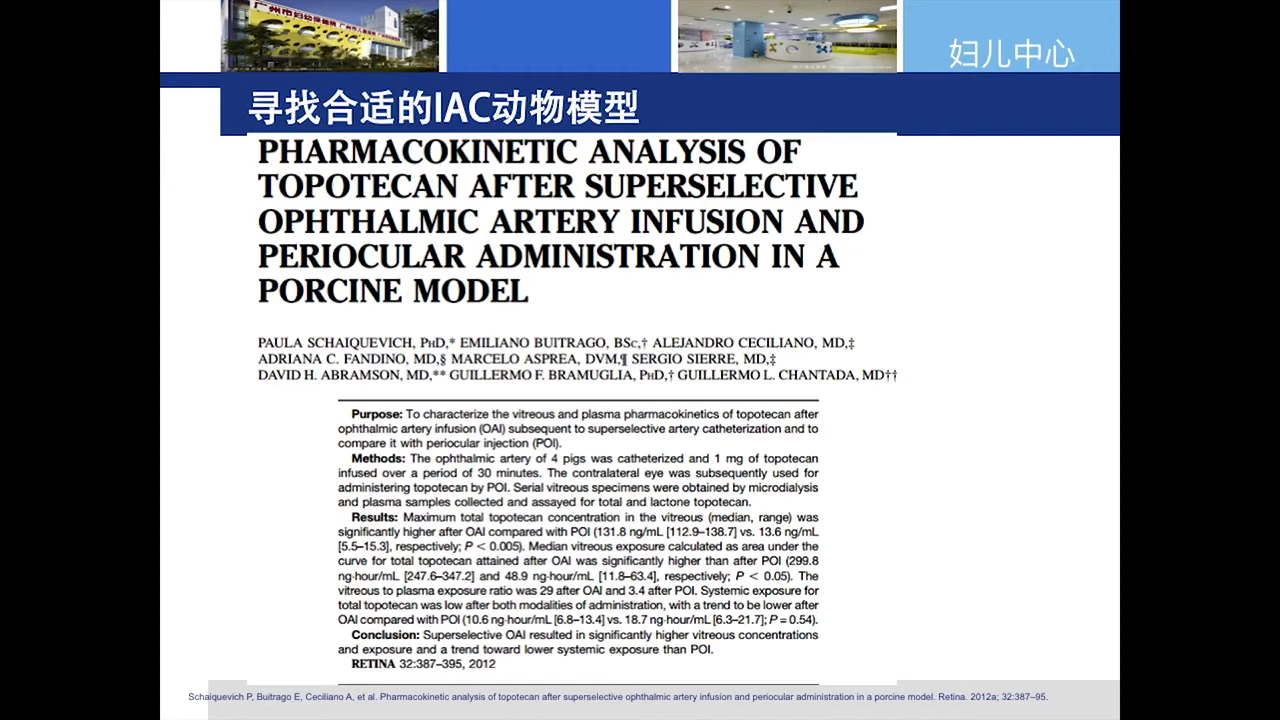 广州市妇幼保健院
妇儿中心
寻找合适的IAC动物模型
PHARMACOKINETIC ANALYSIS OF
TOPOTECAN AFTER SUPERSELECTIVE
OPHTHALMIC ARTERY INFUSION AND
PERIOCULAR ADMINISTRATION IN A
PORCINE MODEL
PAULA SCHAIQUEVICH, PHD,* EMILIANO BUITRAGO, BSC,† ALEJANDRO CECILIANO, MD,‡
ADRIANA C. FANDINO, MD,§ MARCELO ASPREA, DVM,¶ SERGIO SIERRE, MD,‡
DAVID H. ABRAMSON, MD,** GUILLERMO F. BRAMUGLIA, PHD,† GUILLERMO L. CHANTADA, MD††
Purpose: To characterize the vitreous and plasma pharmacokinetics of topotecan after
ophthalmic artery infusion (OAI) subsequent to superselective artery catheterization and to
compare it with periocular injection (POI).
Methods: The ophthalmic artery of 4 pigs was catheterized and 1 mg of topotecan
infused over a period of 30 minutes. The contralateral eye was subsequently used for
administering topotecan by POI. Serial vitreous specimens were obtained by microdialysis
and plasma samples collected and assayed for total and lactone topotecan.
Results: Maximum total topotecan concentration in the vitreous (median, range) was
significantly higher after OAI compared with POI (131.8 ng/mL [112.9–138.7] vs. 13.6 ng/mL
[5.5–15.3], respectively; P < 0.005). Median vitreous exposure calculated as area under the
curve for total topotecan attained after OAI was significantly higher than after POI (299.8
ng·hour/mL [247.6–347.2] and 48.9 ng·hour/mL [11.8–63.4], respectively; P < 0.05). The
vitreous to plasma exposure ratio was 29 after OAI and 3.4 after POI. Systemic exposure for
total topotecan was low after both modalities of administration, with a trend to be lower after
OAI compared with POI (10.6 ng·hour/mL [6.8–13.4] vs. 18.7 ng·hour/mL [6.3–21.7]; P = 0.54).
Conclusion: Superselective OAI resulted in significantly higher vitreous concentrations
and exposure and a trend toward lower systemic exposure than POI.
RETINA 32:387–395, 2012
Schaiquevich P, Buitrago E, Ceciliano A, et al. Pharmacokinetic analysis of topotecan after superselective ophthalmic artery infusion and periocular administration in a porcine model. Retina. 2012a; 32:387–95.